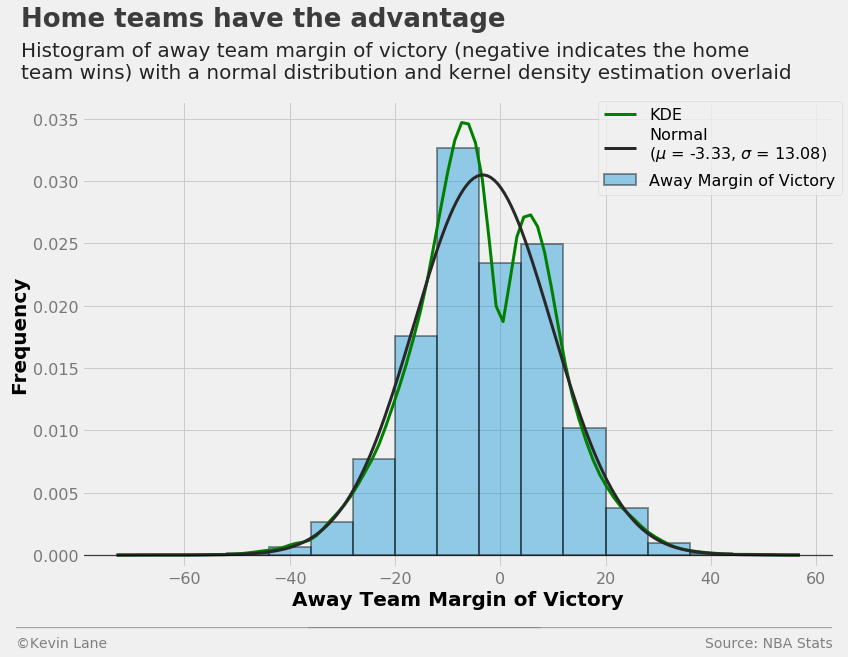 Home teams have the advantage
Histogram of away team margin of victory (negative indicates the home
team wins) with a normal distribution and kernel density estimation overlaid
KDE
Normal
(μ = -3.33, σ = 13.08)
Away Margin of Victory
0.035
0.030
0.025
0.020
0.015
0.010
0.005
0.000
Frequency
−60
−40
−20
0
20
40
60
Away Team Margin of Victory
©Kevin Lane
Source: NBA Stats